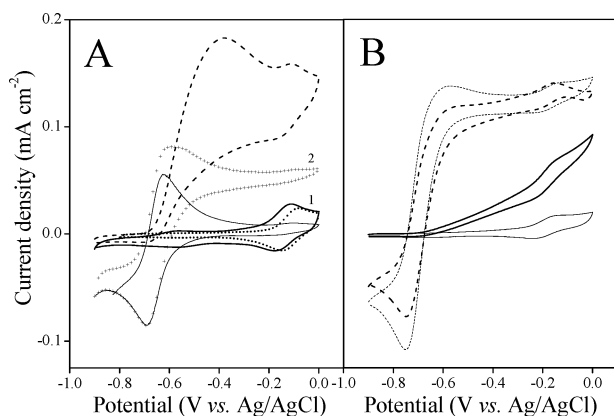 0.2
0.1
0.0
-0.1
Current density (mA cm⁻²)
A
2
1
-1.0 -0.8 -0.6 -0.4 -0.2 0.0
Potential (V vs. Ag/AgCl)
B
-1.0 -0.8 -0.6 -0.4 -0.2 0.0
Potential (V vs. Ag/AgCl)